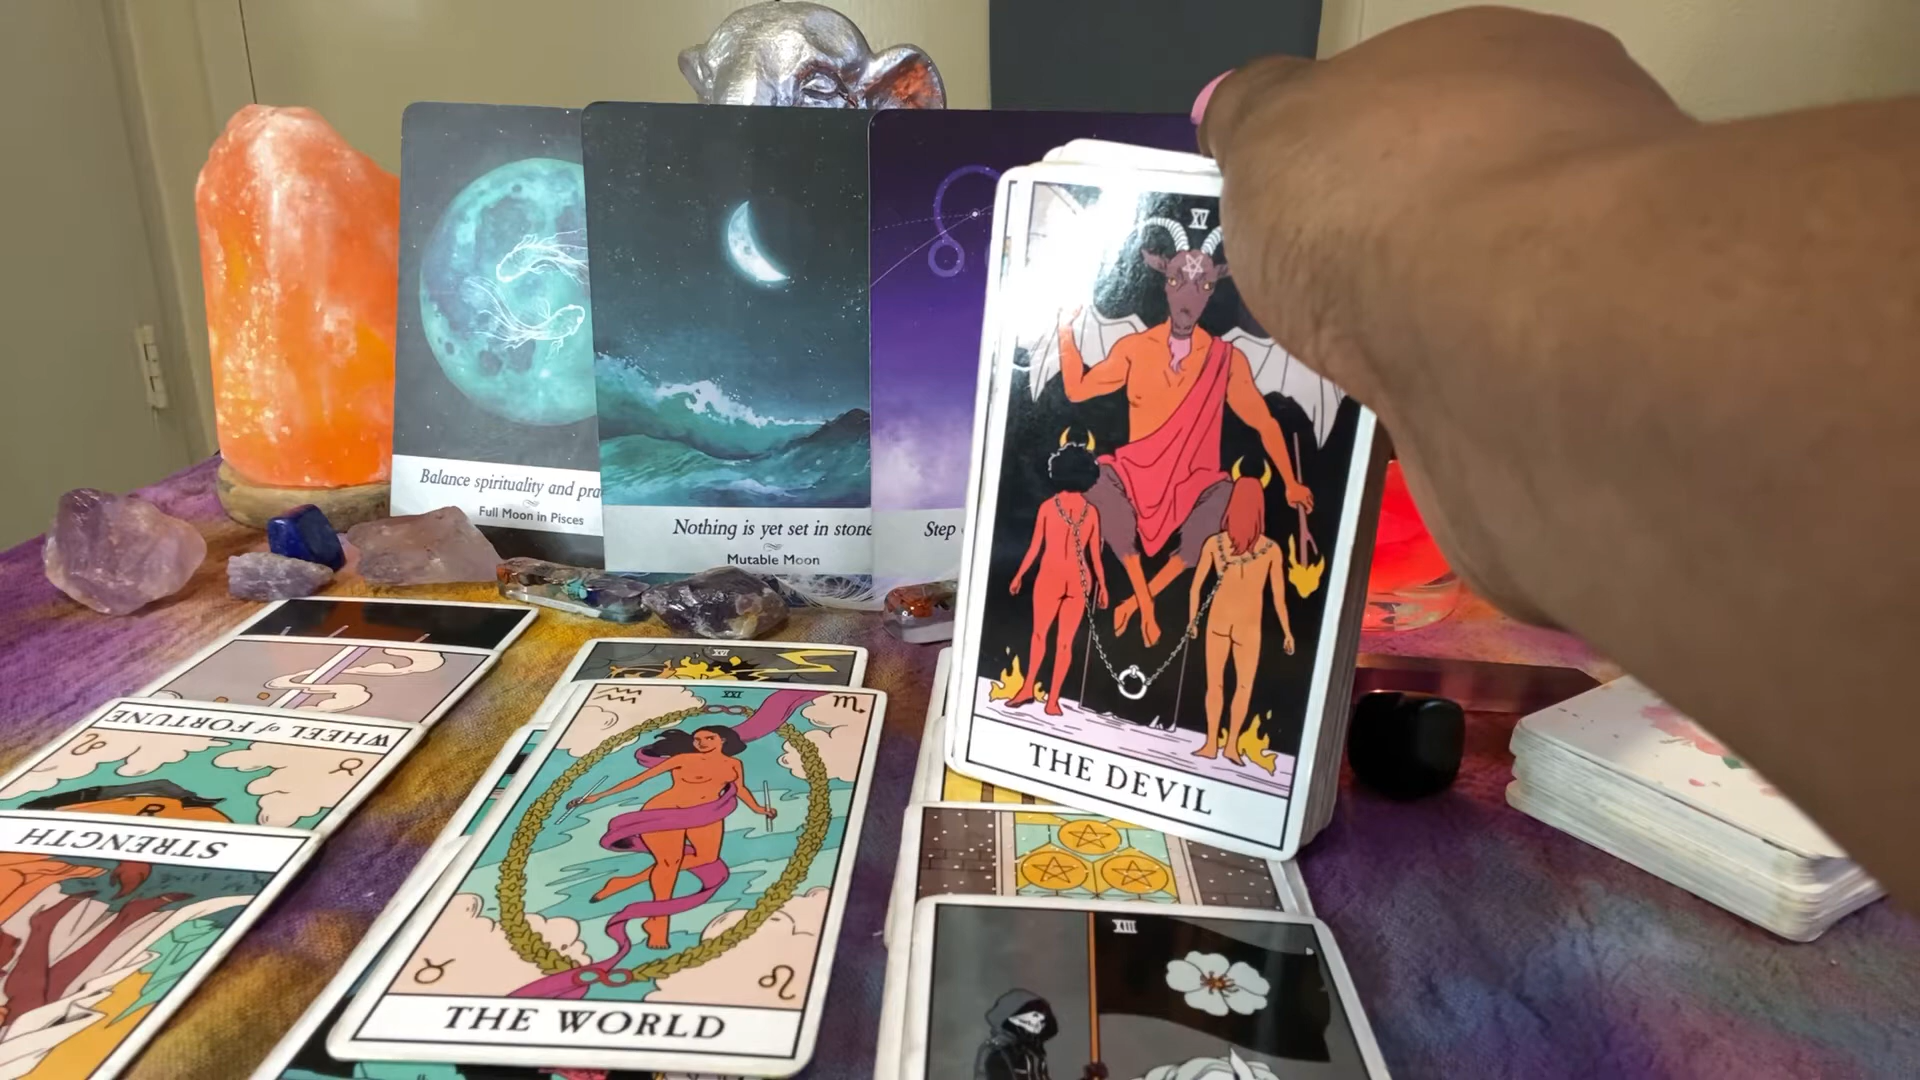 Balance spirituality and pra
Full Moon in Pisces
Nothing is yet set in stone
Mutable Moon
Step
XV
THE DEVIL
XVI
WHEEL of FORTUNE
R
STRENGTH
XXI
THE WORLD
XIII